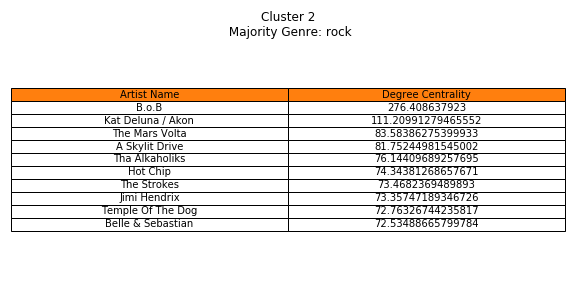 Cluster 2
Majority Genre: rock
Artist Name Degree Centrality
B.o.B 276.408637923
Kat Deluna / Akon 111.20991279465552
The Mars Volta 83.58386275399933
A Skylit Drive 81.75244981545002
Tha Alkaholiks 76.14409689257695
Hot Chip 74.34381268657671
The Strokes 73.4682369489893
Jimi Hendrix 73.35747189346726
Temple Of The Dog 72.76326744235817
Belle & Sebastian 72.53488665799784